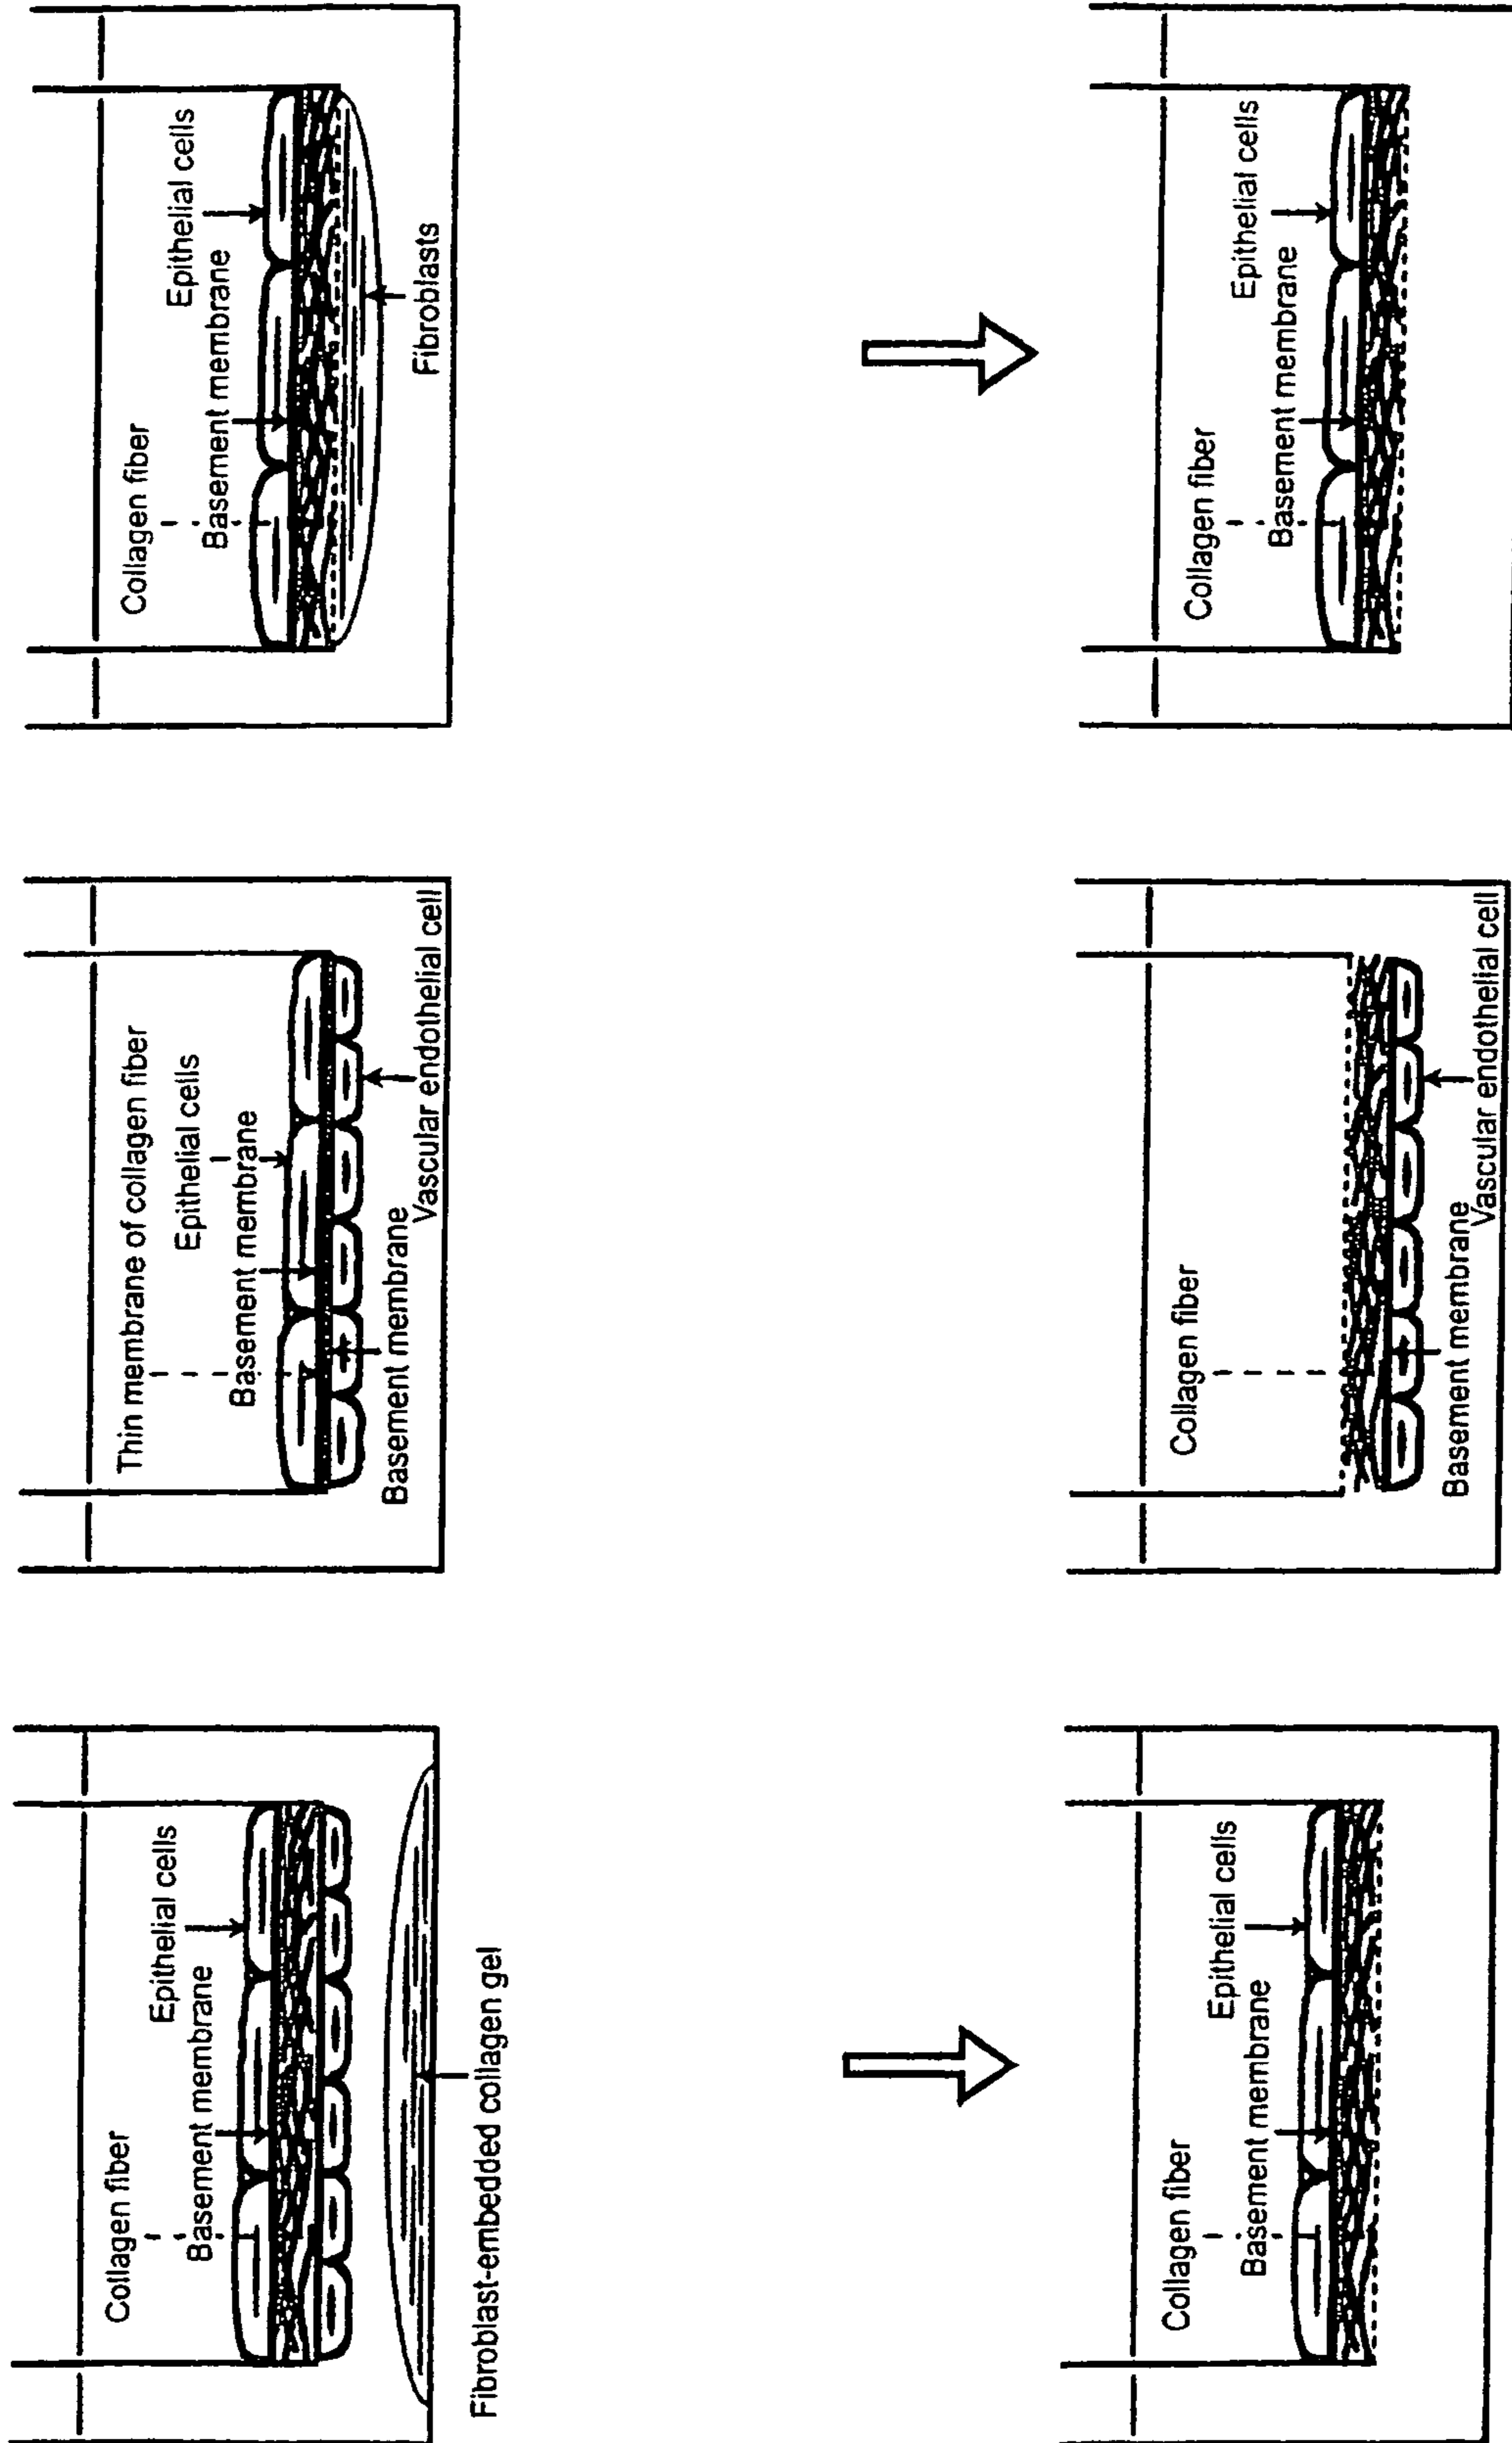 Collagen fiber
Epithelial cells
Basement membrane
Fibroblast-embedded collagen gel
Thin membrane of collagen fiber
Epithelial cells
Basement membrane
Basement membrane
Vascular endothelial cell
Collagen fiber
Epithelial cells
Basement membrane
Fibroblasts
Collagen fiber
Epithelial cells
Basement membrane
Collagen fiber
Basement membrane
Vascular endothelial cell
Collagen fiber
Epithelial cells
Basement membrane